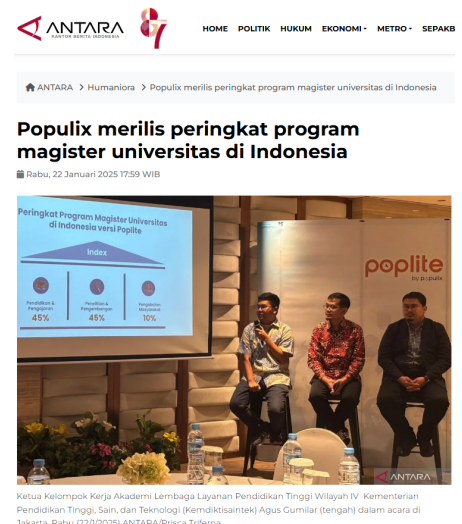 ANTARA
KANTOR BERITA INDONESIA
87
HOME POLITIK HUKUM EKONOMI METRO SEPAKB
ANTARA > Humaniora > Populix merilis peringkat program magister universitas di Indonesia
Populix merilis peringkat program
magister universitas di Indonesia
Rabu, 22 Januari 2025 17:59 WIB
Peringkat Program Magister Universitas
di Indonesia versi Poplite
Index
Pendidikan &
Pengajaran
45%
Penelitian &
Pengembangan
45%
Pengabdian
Masyarakat
10%
poplite
by populix
ANTARA
Ketua Kelompok Kerja Akademi Lembaga Layanan Pendidikan Tinggi Wilayah IV Kementerian
Pendidikan Tinggi, Sain, dan Teknologi (Kemdiktisaintek) Agus Gumilar (tengah) dalam acara di
Jakarta, Rabu (22/1/2025) ANTARA/Prisca Triferna